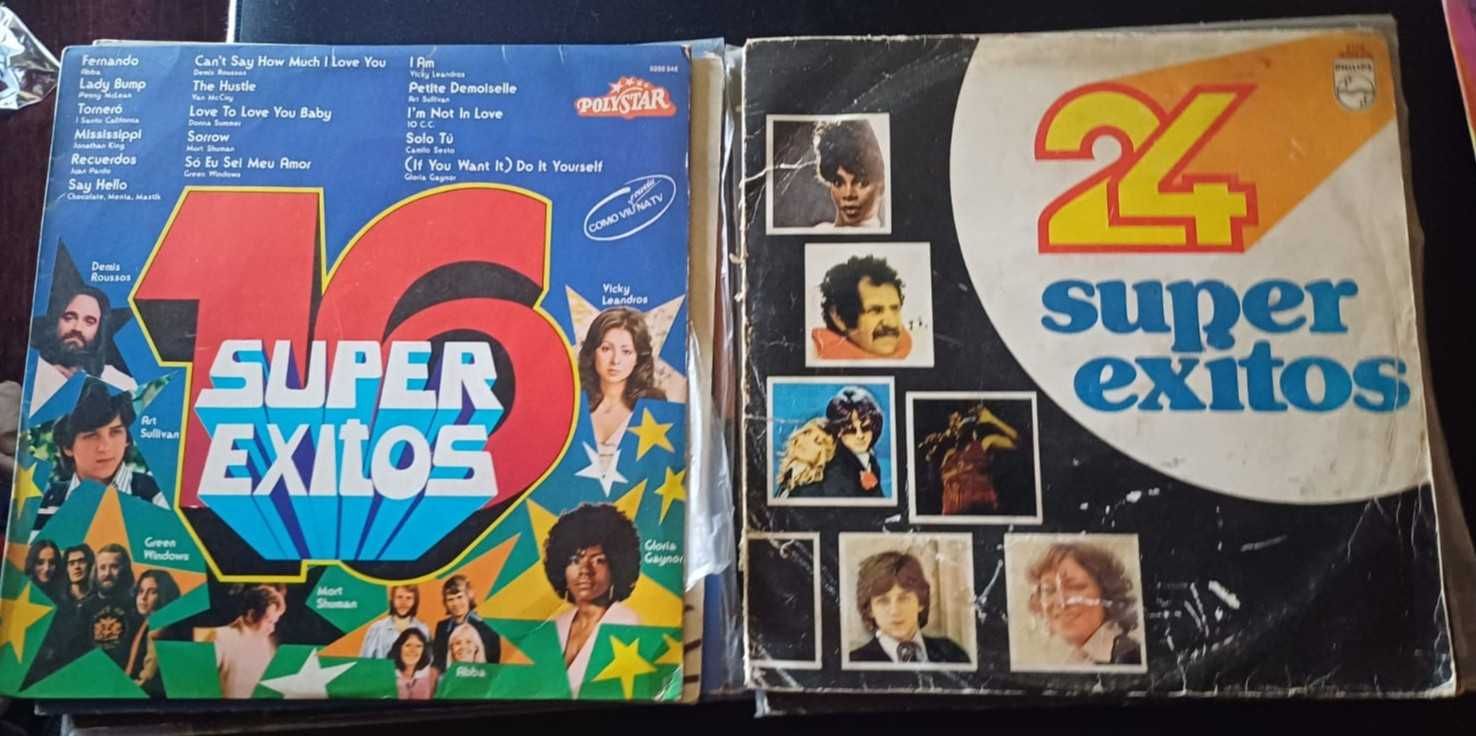 Fernando
Abba
Lady Bump
Penny McLean
Torneró
I Santo California
Mississippi
Jonathan King
Recuerdos
Juan Pardo
Say Hello
Chocolate, Menta, Mastik
Can't Say How Much I Love You
Demis Roussos
The Hustle
Van McCoy
Love To Love You Baby
Donna Summer
Sorrow
Mort Shuman
Só Eu Sei Meu Amor
Green Windows
I Am
Vicky Leandros
Petite Demoiselle
Art Sullivan
I'm Not In Love
10 C.C.
Solo Tú
Camilo Sesto
(If You Want It) Do It Yourself
Gloria Gaynor
POLYSTAR
COMO VIU NA TV
16
SUPER
EXITOS
Demis
Roussos
Vicky
Leandros
Art
Sullivan
Green
Windows
Mort
Shuman
Abba
Gloria
Gaynor
PHILIPS
24
super
exitos